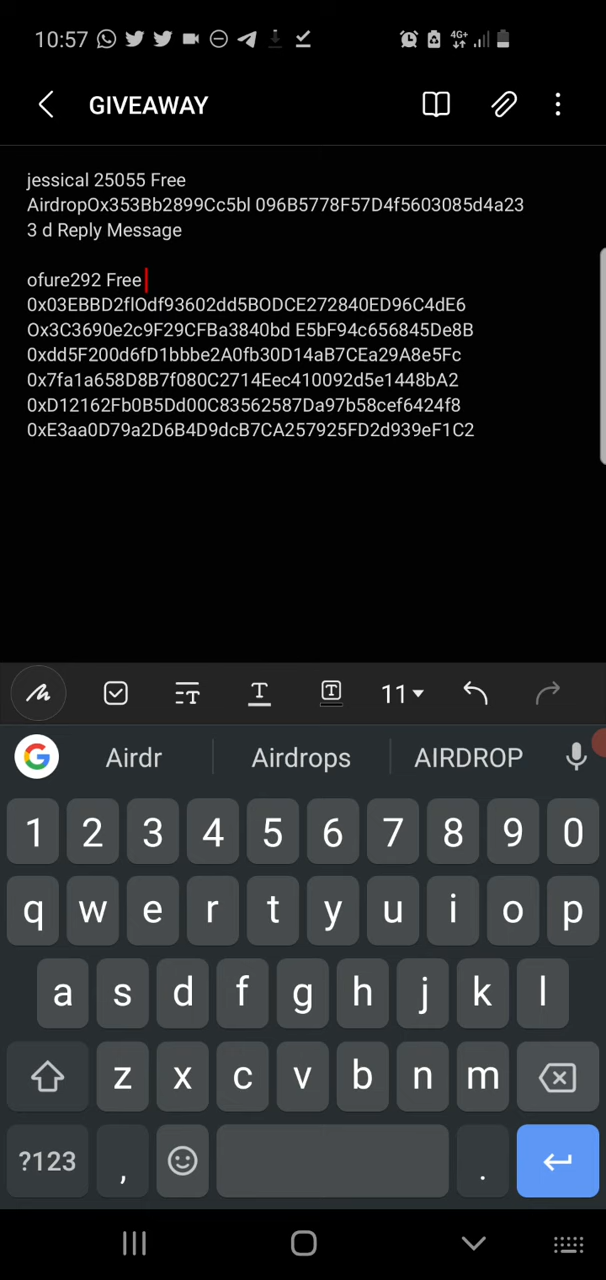 10:57
4G+
GIVEAWAY
jessical 25055 Free
AirdropOx353Bb2899Cc5bl 096B5778F57D4f5603085d4a23
3 d Reply Message
ofure292 Free
0x03EBBD2flOdf93602dd5BODCE272840ED96C4dE6
Ox3C3690e2c9F29CFBa3840bd E5bF94c656845De8B
0xdd5F200d6fD1bbbe2A0fb30D14aB7CEa29A8e5Fc
0x7fa1a658D8B7f080C2714Eec410092d5e1448bA2
0xD12162Fb0B5Dd00C83562587Da97b58cef6424f8
0xE3aa0D79a2D6B4D9dcB7CA257925FD2d939eF1C2
11
Airdr Airdrops AIRDROP
1 2 3 4 5 6 7 8 9 0
q w e r t y u i o p
a s d f g h j k l
z x c v b n m
?123 , .